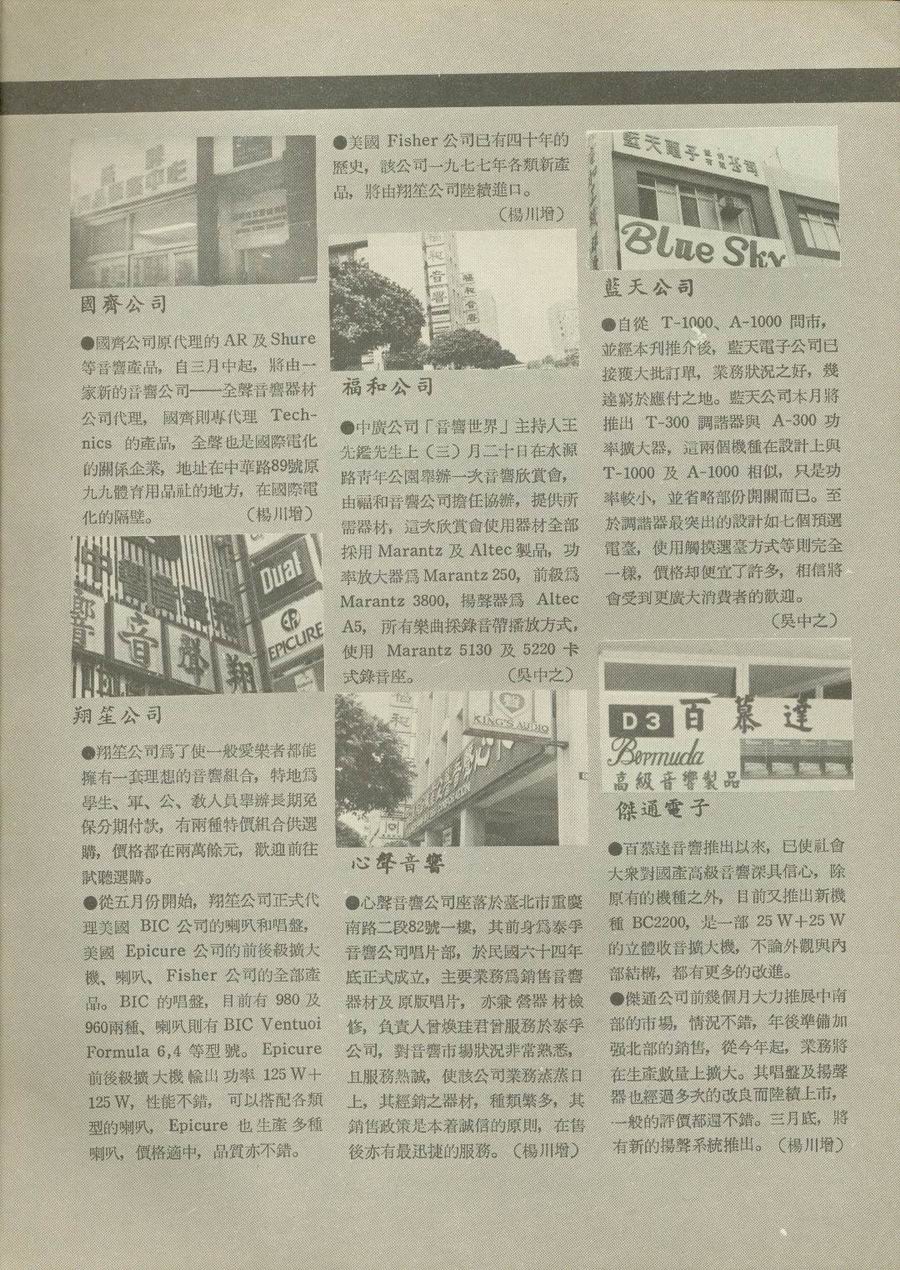 國齊公司
●國齊公司原代理的 AR 及 Shure
等音響產品，自三月中起，將由一
家新的音響公司——全聲音響器材
公司代理，國齊則專代理 Tech-
nics 的產品，全聲也是國際電化
的關係企業，地址在中華路89號原
九九體育用品社的地方，在國際電
化的隔壁。（楊川增）
Dual
EPICURE
音
聲
翔
翔笙公司
●翔笙公司爲了使一般愛樂者都能
擁有一套理想的音響組合，特地爲
學生、軍、公、教人員舉辦長期免
保分期付款，有兩種特價組合供選
購，價格都在兩萬餘元，歡迎前往
試聽選購。
●從五月份開始，翔笙公司正式代
理美國 BIC 公司的喇叭和唱盤，
美國 Epicure 公司的前後級擴大
機、喇叭、Fisher 公司的全部產
品。BIC 的唱盤，目前有 980 及
960兩種、喇叭則有 BIC Ventuoi
Formula 6,4 等型號。Epicure
前後級擴大機輸出功率 125 W＋
125 W，性能不錯，可以搭配各類
型的喇叭，Epicure 也生產多種
喇叭，價格適中，品質亦不錯。
●美國 Fisher 公司已有四十年的
歷史，該公司一九七七年各類新產
品，將由翔笙公司陸續進口。
（楊川增）
福和音響
福和音響
福和公司
●中廣公司「音響世界」主持人王
先鑑先生上（三）月二十日在水源
路青年公園舉辦一次音響欣賞會，
由福和音響公司擔任協辦，提供所
需器材，這次欣賞會使用器材全部
採用 Marantz 及 Altec 製品，功
率放大器爲 Marantz 250，前級爲
Marantz 3800，揚聲器爲 Altec
A5，所有樂曲採錄音帶播放方式，
使用 Marantz 5130 及 5220 卡
式錄音座。（吳中之）
福和
KING'S AUDIO
心聲音響
●心聲音響公司座落於臺北市重慶
南路二段82號一樓，其前身爲泰孚
音響公司唱片部，於民國六十四年
底正式成立，主要業務爲銷售音響
器材及原版唱片，亦兼營器材檢
修，負責人曾煥珪君曾服務於泰孚
公司，對音響市場狀況非常熟悉，
且服務熱誠，使該公司業務蒸蒸日
上，其經銷之器材，種類繁多，其
銷售政策是本着誠信的原則，在售
後亦有最迅捷的服務。（楊川增）
藍天電子
公司
Blue Sky
藍天公司
●自從 T-1000、A-1000 問市，
並經本刋推介後，藍天電子公司已
接獲大批訂單，業務狀況之好，幾
達窮於應付之地。藍天公司本月將
推出 T-300 調諧器與 A-300 功
率擴大器，這兩個機種在設計上與
T-1000 及 A-1000 相似，只是功
率較小，並省略部份開關而已。至
於調諧器最突出的設計如七個預選
電臺，使用觸摸選臺方式等則完全
一樣，價格却便宜了許多，相信將
會受到更廣大消費者的歡迎。
（吳中之）
D3 百慕達
Bermuda
高級音響製品
傑通電子
●百慕達音響推出以來，已使社會
大衆對國產高級音響深具信心，除
原有的機種之外，目前又推出新機
種 BC2200，是一部 25 W＋25 W
的立體收音擴大機，不論外觀與內
部結構，都有更多的改進。
●傑通公司前幾個月大力推展中南
部的市場，情況不錯，年後準備加
强北部的銷售，從今年起，業務將
在生產數量上擴大。其唱盤及揚聲
器也經過多次的改良而陸續上市，
一般的評價都還不錯。三月底，將
有新的揚聲系統推出。（楊川增）